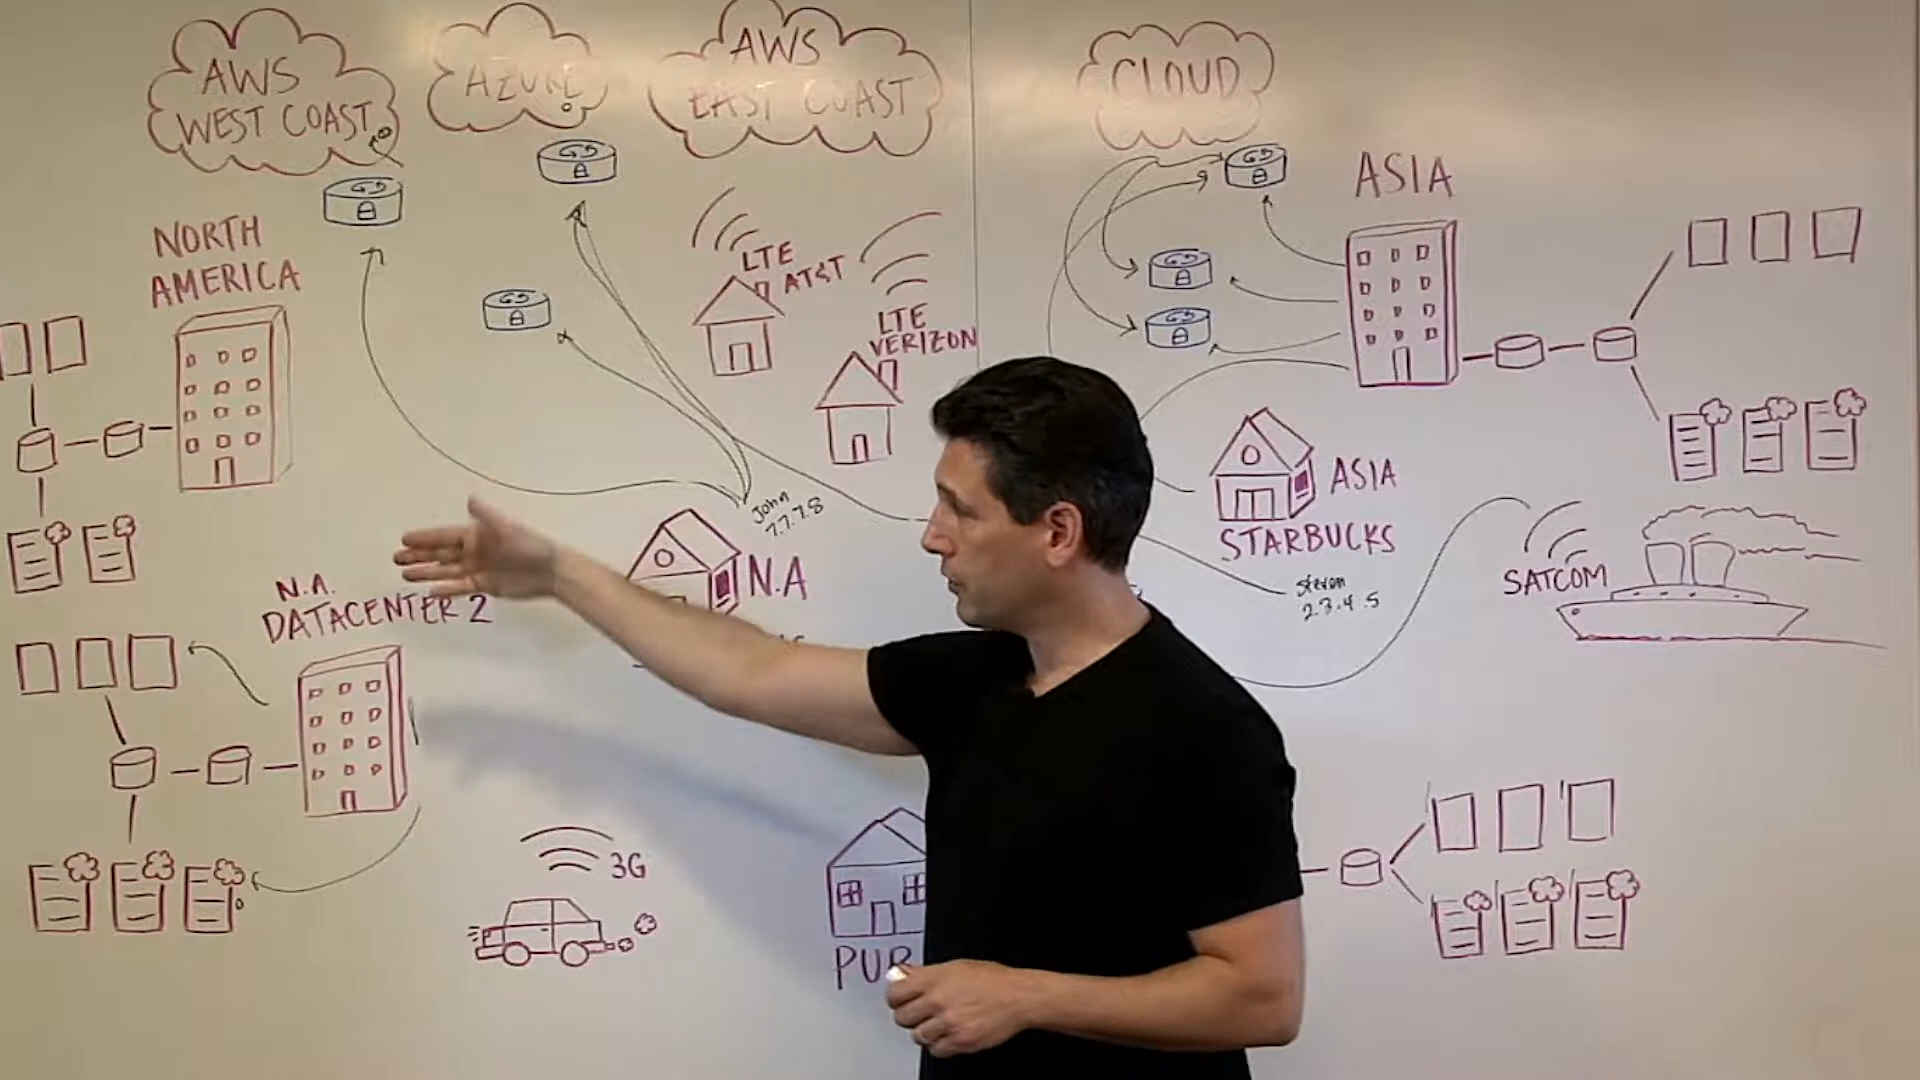 AWS
WEST COAST
AZURE
AWS
EAST COAST
CLOUD
NORTH
AMERICA
LTE
AT&T
LTE
VERIZON
ASIA
John
7.7.7.8
N.A
ASIA
STARBUCKS
Steven
2.3.4.5
SATCOM
N.A.
DATACENTER 2
3G
PUB